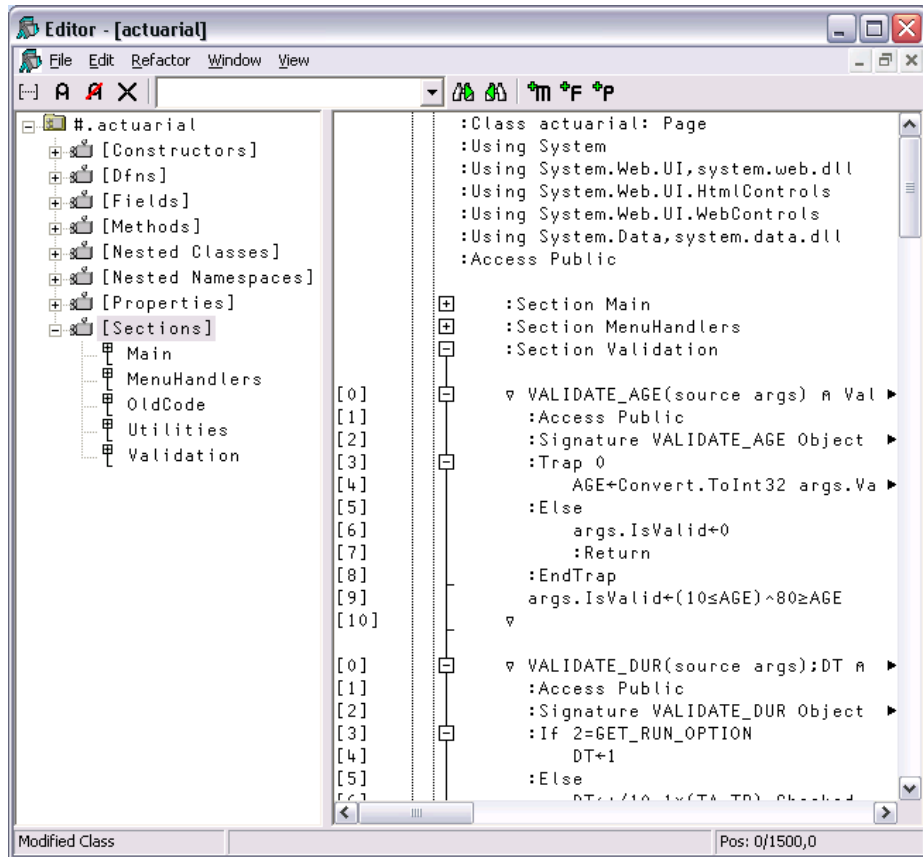 Editor - [actuarial]
File Edit Refactor Window View
[···] A A X +m +F +P
#.actuarial
[Constructors]
[Dfns]
[Fields]
[Methods]
[Nested Classes]
[Nested Namespaces]
[Properties]
[Sections]
Main
MenuHandlers
OldCode
Utilities
Validation
:Class actuarial: Page
:Using System
:Using System.Web.UI,system.web.dll
:Using System.Web.UI.HtmlControls
:Using System.Web.UI.WebControls
:Using System.Data,system.data.dll
:Access Public
:Section Main
:Section MenuHandlers
:Section Validation
[0] ∇ VALIDATE_AGE(source args) ⍝ Val
[1] :Access Public
[2] :Signature VALIDATE_AGE Object
[3] :Trap 0
[4] AGE←Convert.ToInt32 args.Va
[5] :Else
[6] args.IsValid←0
[7] :Return
[8] :EndTrap
[9] args.IsValid←(10≤AGE)^80≥AGE
[10] ∇
[0] ∇ VALIDATE_DUR(source args);DT ⍝
[1] :Access Public
[2] :Signature VALIDATE_DUR Object
[3] :If 2=GET_RUN_OPTION
[4] DT←1
[5] :Else
Modified Class
Pos: 0/1500,0